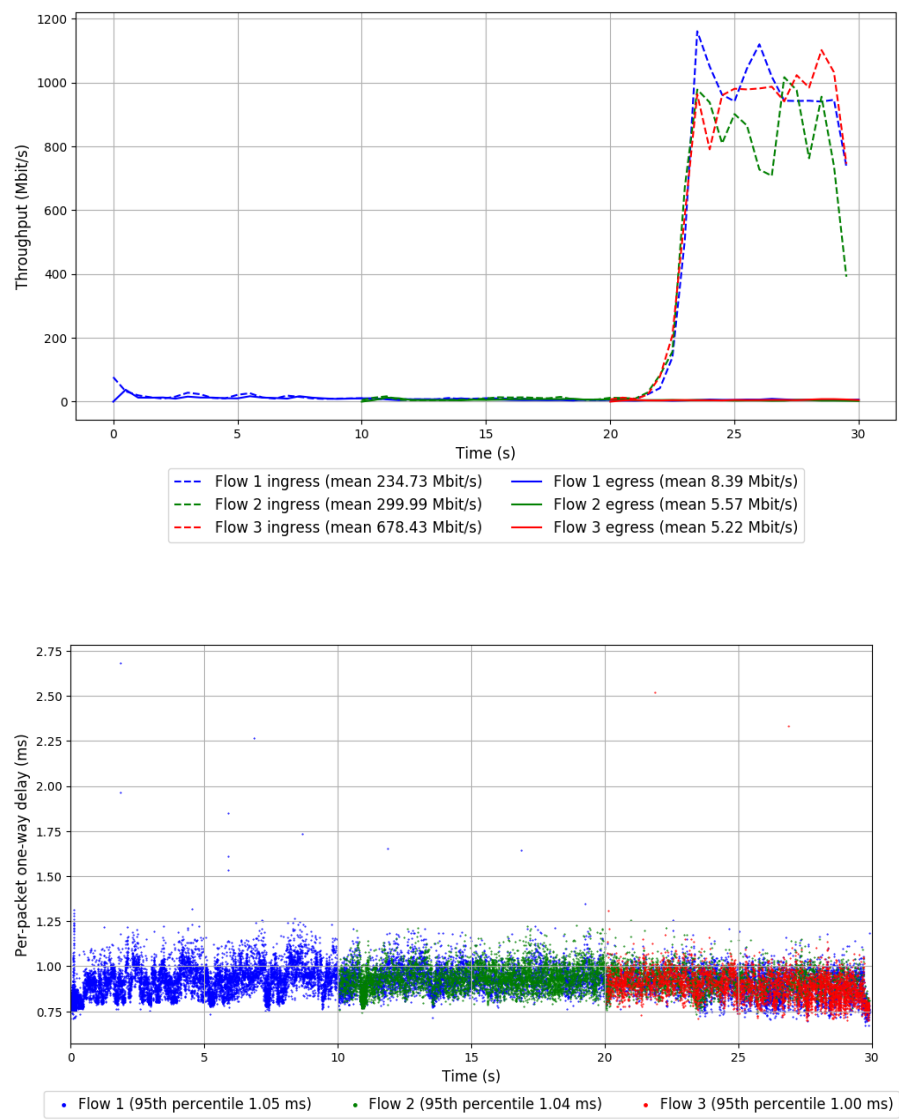 1200
1000
800
600
400
200
0
Throughput (Mbit/s)
0 5 10 15 20 25 30
Time (s)
Flow 1 ingress (mean 234.73 Mbit/s) Flow 1 egress (mean 8.39 Mbit/s)
Flow 2 ingress (mean 299.99 Mbit/s) Flow 2 egress (mean 5.57 Mbit/s)
Flow 3 ingress (mean 678.43 Mbit/s) Flow 3 egress (mean 5.22 Mbit/s)
2.75
2.50
2.25
2.00
1.75
1.50
1.25
1.00
0.75
Per-packet one-way delay (ms)
0 5 10 15 20 25 30
Time (s)
Flow 1 (95th percentile 1.05 ms) Flow 2 (95th percentile 1.04 ms) Flow 3 (95th percentile 1.00 ms)